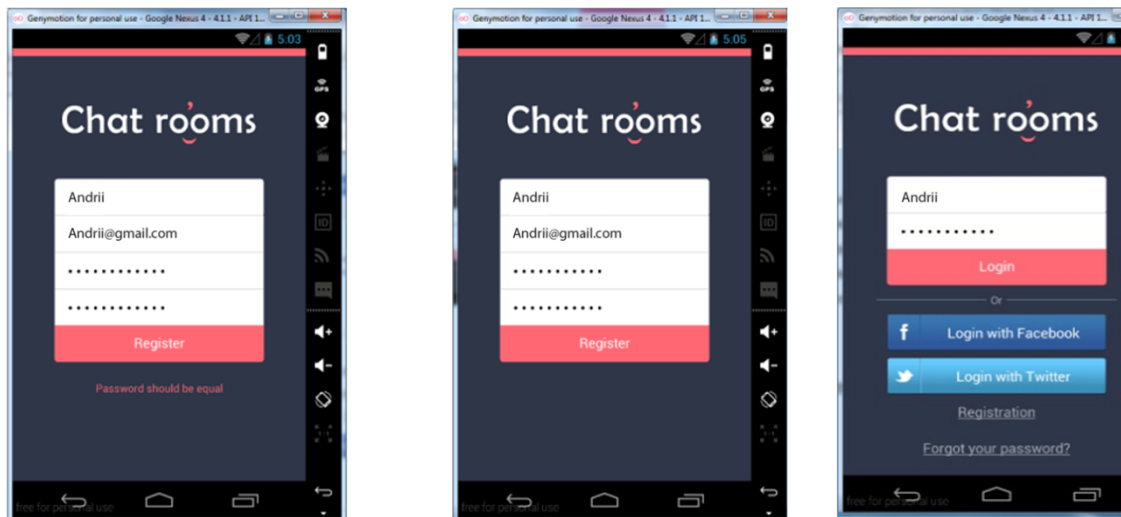 Genymotion for personal use - Google Nexus 4 - 4.1.1 - API 1...
5:03
GPS
Chat rooms
Andrii
Andrii@gmail.com
••••••••••••
••••••••••••
Register
Password should be equal
ID
free for personal use
Genymotion for personal use - Google Nexus 4 - 4.1.1 - API 1...
5:05
GPS
Chat rooms
Andrii
Andrii@gmail.com
•••••••••••
•••••••••••
Register
ID
free for personal use
Genymotion for personal use - Google Nexus 4 - 4.1.1 - API 1...
Chat rooms
Andrii
•••••••••••
Login
Or
f Login with Facebook
Login with Twitter
Registration
Forgot your password?
free for personal use